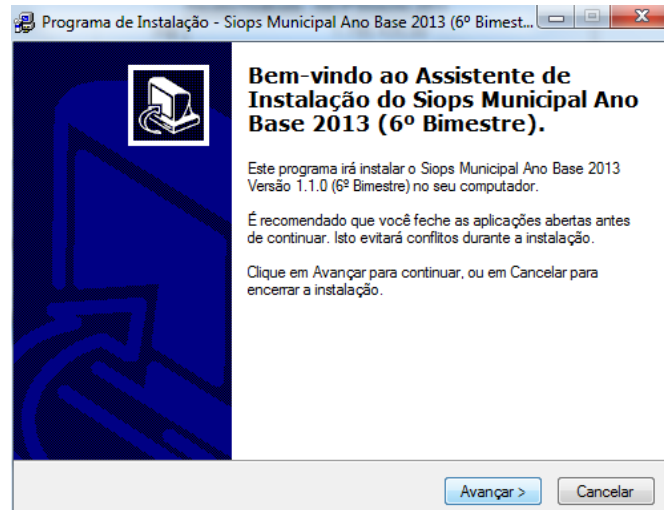 Programa de Instalação - Siops Municipal Ano Base 2013 (6º Bimest...
Bem-vindo ao Assistente de
Instalação do Siops Municipal Ano
Base 2013 (6º Bimestre).
Este programa irá instalar o Siops Municipal Ano Base 2013
Versão 1.1.0 (6º Bimestre) no seu computador.
É recomendado que você feche as aplicações abertas antes
de continuar. Isto evitará conflitos durante a instalação.
Clique em Avançar para continuar, ou em Cancelar para
encerrar a instalação.
Avançar >
Cancelar